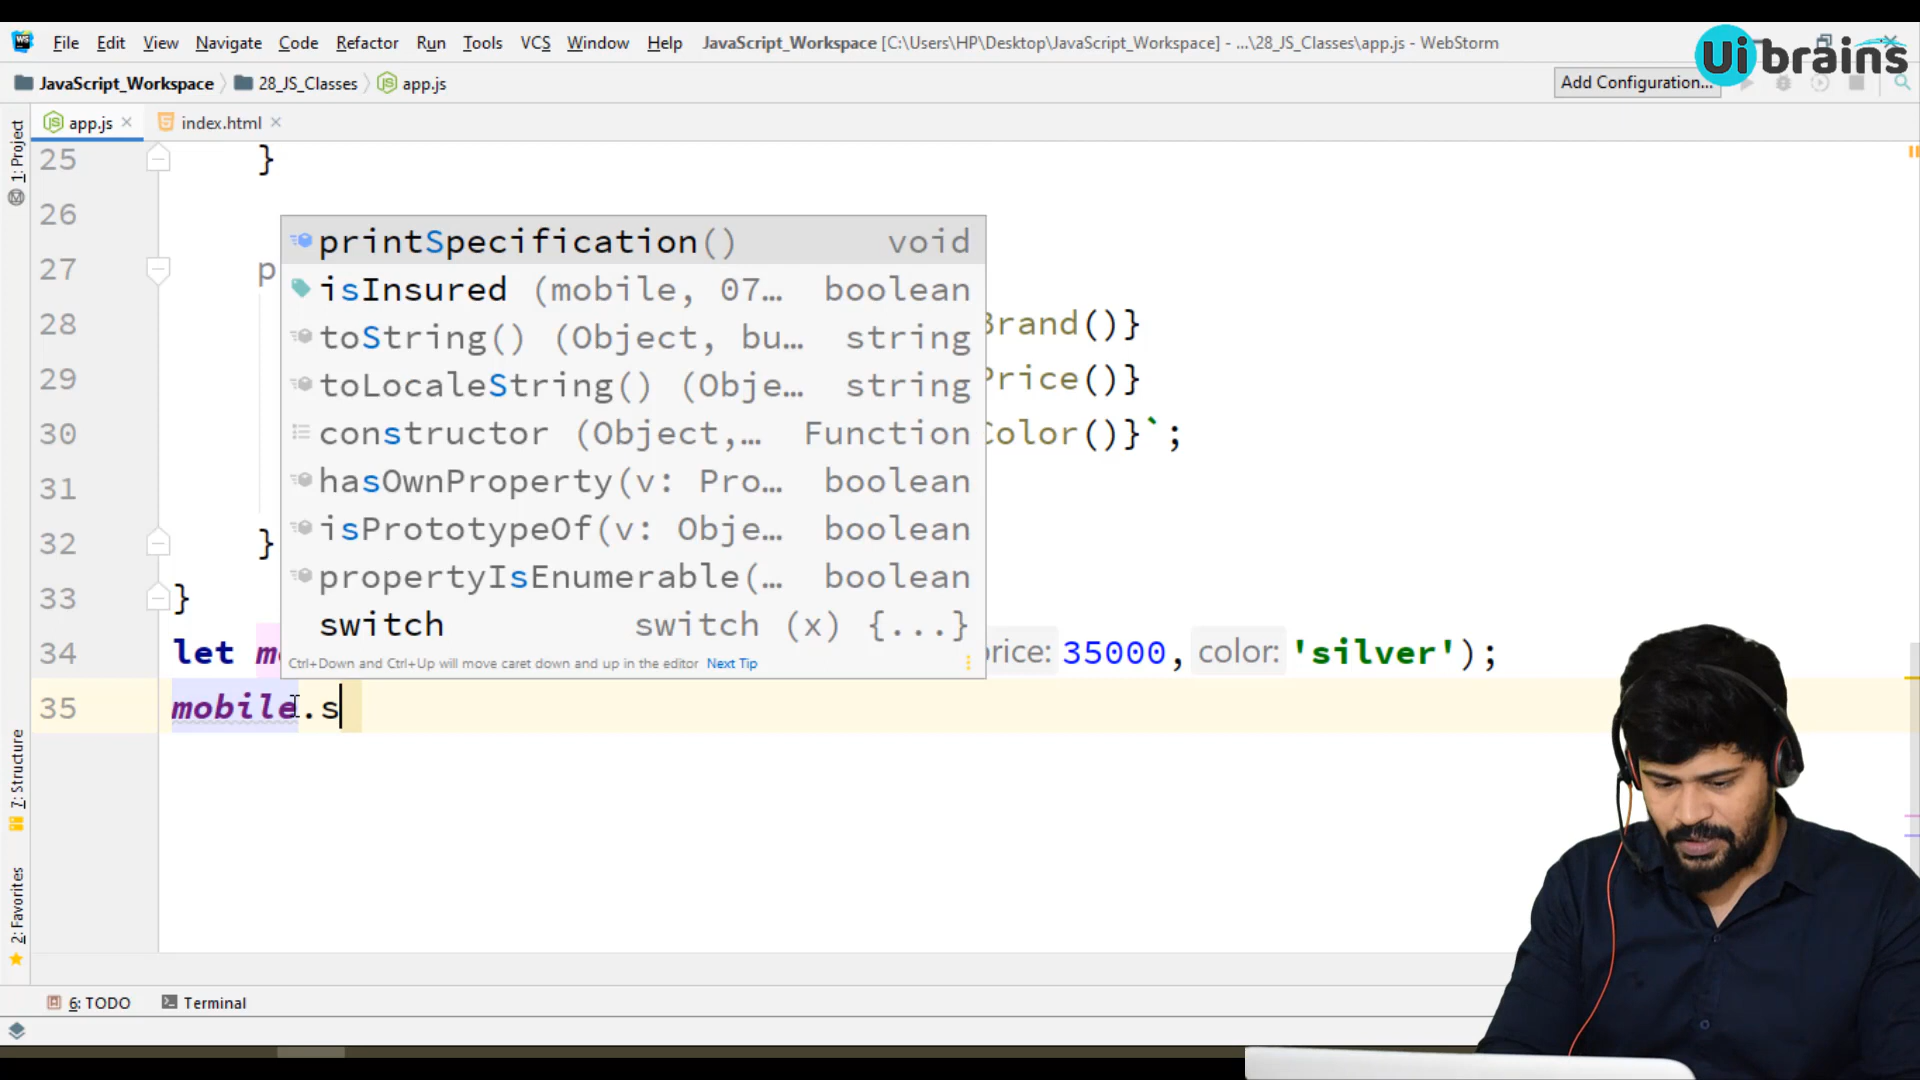 File Edit View Navigate Code Refactor Run Tools VCS Window Help JavaScript_Workspace [C:\Users\HP\Desktop\JavaScript_Workspace] - ...\28_JS_Classes\app.js - WebStorm
Ui brains
JavaScript_Workspace 28_JS_Classes app.js Add Configuration...
app.js index.html
1: Project
25 }
26
27 p
28 Brand()}
29 Price()}
30 Color()}`;
31
32 }
33 }
printSpecification() void
isInsured (mobile, 07… boolean
toString() (Object, bu… string
toLocaleString() (Obje… string
constructor (Object,… Function
hasOwnProperty(v: Pro… boolean
isPrototypeOf(v: Obje… boolean
propertyIsEnumerable(… boolean
switch switch (x) {...}
Ctrl+Down and Ctrl+Up will move caret down and up in the editor Next Tip
34 let m price: 35000, color: 'silver');
35 mobile.s
7: Structure
2: Favorites
6: TODO Terminal